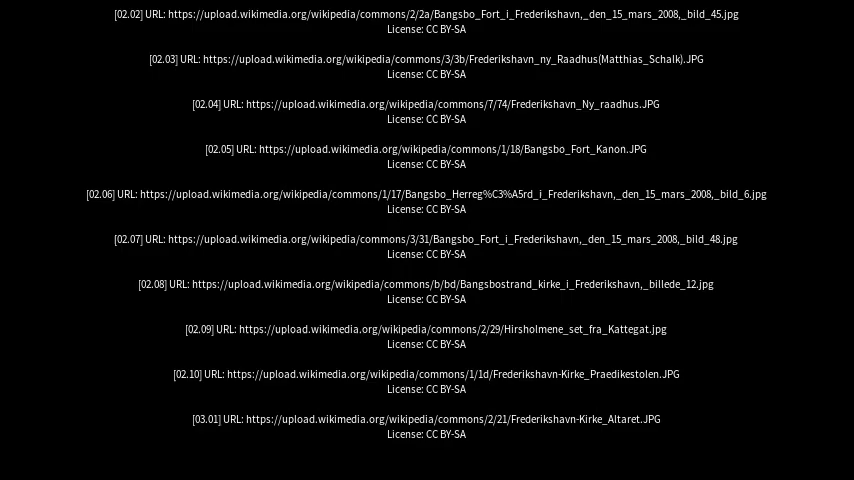 [02.02] URL: https://upload.wikimedia.org/wikipedia/commons/2/2a/Bangsbo_Fort_i_Frederikshavn,_den_15_mars_2008,_bild_45.jpg
License: CC BY-SA
[02.03] URL: https://upload.wikimedia.org/wikipedia/commons/3/3b/Frederikshavn_ny_Raadhus(Matthias_Schalk).JPG
License: CC BY-SA
[02.04] URL: https://upload.wikimedia.org/wikipedia/commons/7/74/Frederikshavn_Ny_raadhus.JPG
License: CC BY-SA
[02.05] URL: https://upload.wikimedia.org/wikipedia/commons/1/18/Bangsbo_Fort_Kanon.JPG
License: CC BY-SA
[02.06] URL: https://upload.wikimedia.org/wikipedia/commons/1/17/Bangsbo_Herreg%C3%A5rd_i_Frederikshavn,_den_15_mars_2008,_bild_6.jpg
License: CC BY-SA
[02.07] URL: https://upload.wikimedia.org/wikipedia/commons/3/31/Bangsbo_Fort_i_Frederikshavn,_den_15_mars_2008,_bild_48.jpg
License: CC BY-SA
[02.08] URL: https://upload.wikimedia.org/wikipedia/commons/b/bd/Bangsbostrand_kirke_i_Frederikshavn,_billede_12.jpg
License: CC BY-SA
[02.09] URL: https://upload.wikimedia.org/wikipedia/commons/2/29/Hirsholmene_set_fra_Kattegat.jpg
License: CC BY-SA
[02.10] URL: https://upload.wikimedia.org/wikipedia/commons/1/1d/Frederikshavn-Kirke_Praedikestolen.JPG
License: CC BY-SA
[03.01] URL: https://upload.wikimedia.org/wikipedia/commons/2/21/Frederikshavn-Kirke_Altaret.JPG
License: CC BY-SA